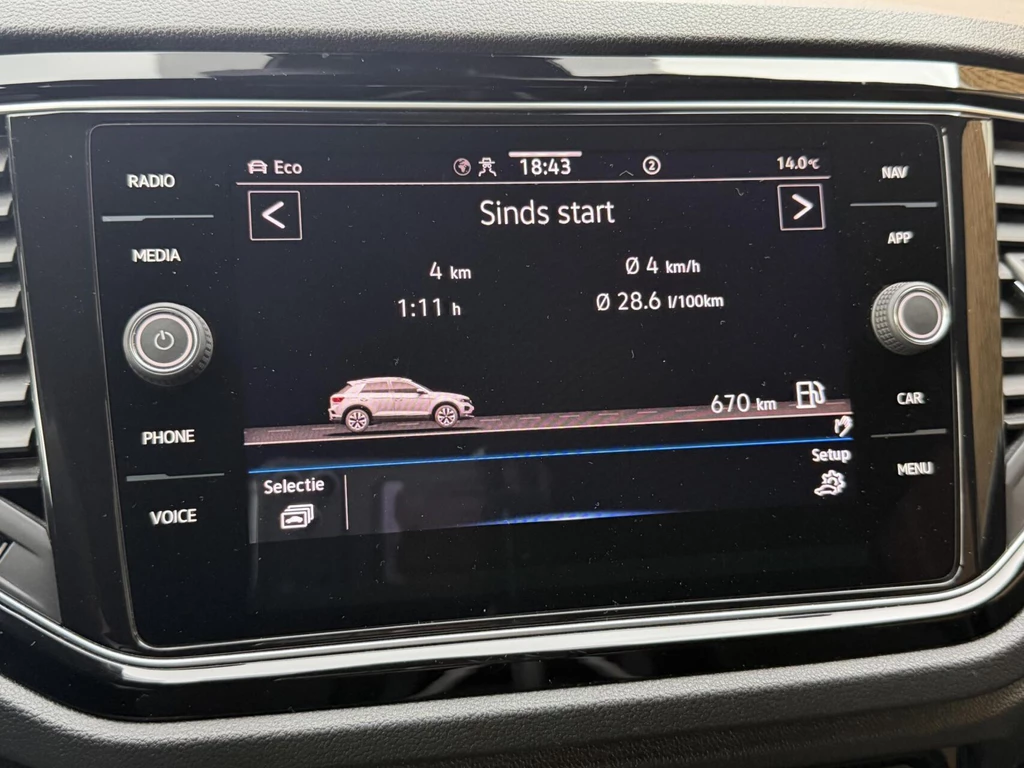 RADIO
MEDIA
PHONE
VOICE
Eco
18:43
2
14.0°C
<
Sinds start
>
4 km
Ø 4 km/h
1:11 h
Ø 28.6 l/100km
670 km
Selectie
Setup
NAV
APP
CAR
MENU